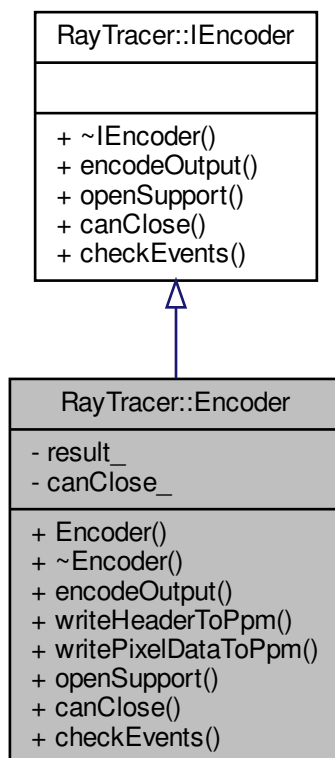 RayTracer::IEncoder
+ ~IEncoder()
+ encodeOutput()
+ openSupport()
+ canClose()
+ checkEvents()
RayTracer::Encoder
- result_
- canClose_
+ Encoder()
+ ~Encoder()
+ encodeOutput()
+ writeHeaderToPpm()
+ writePixelDataToPpm()
+ openSupport()
+ canClose()
+ checkEvents()